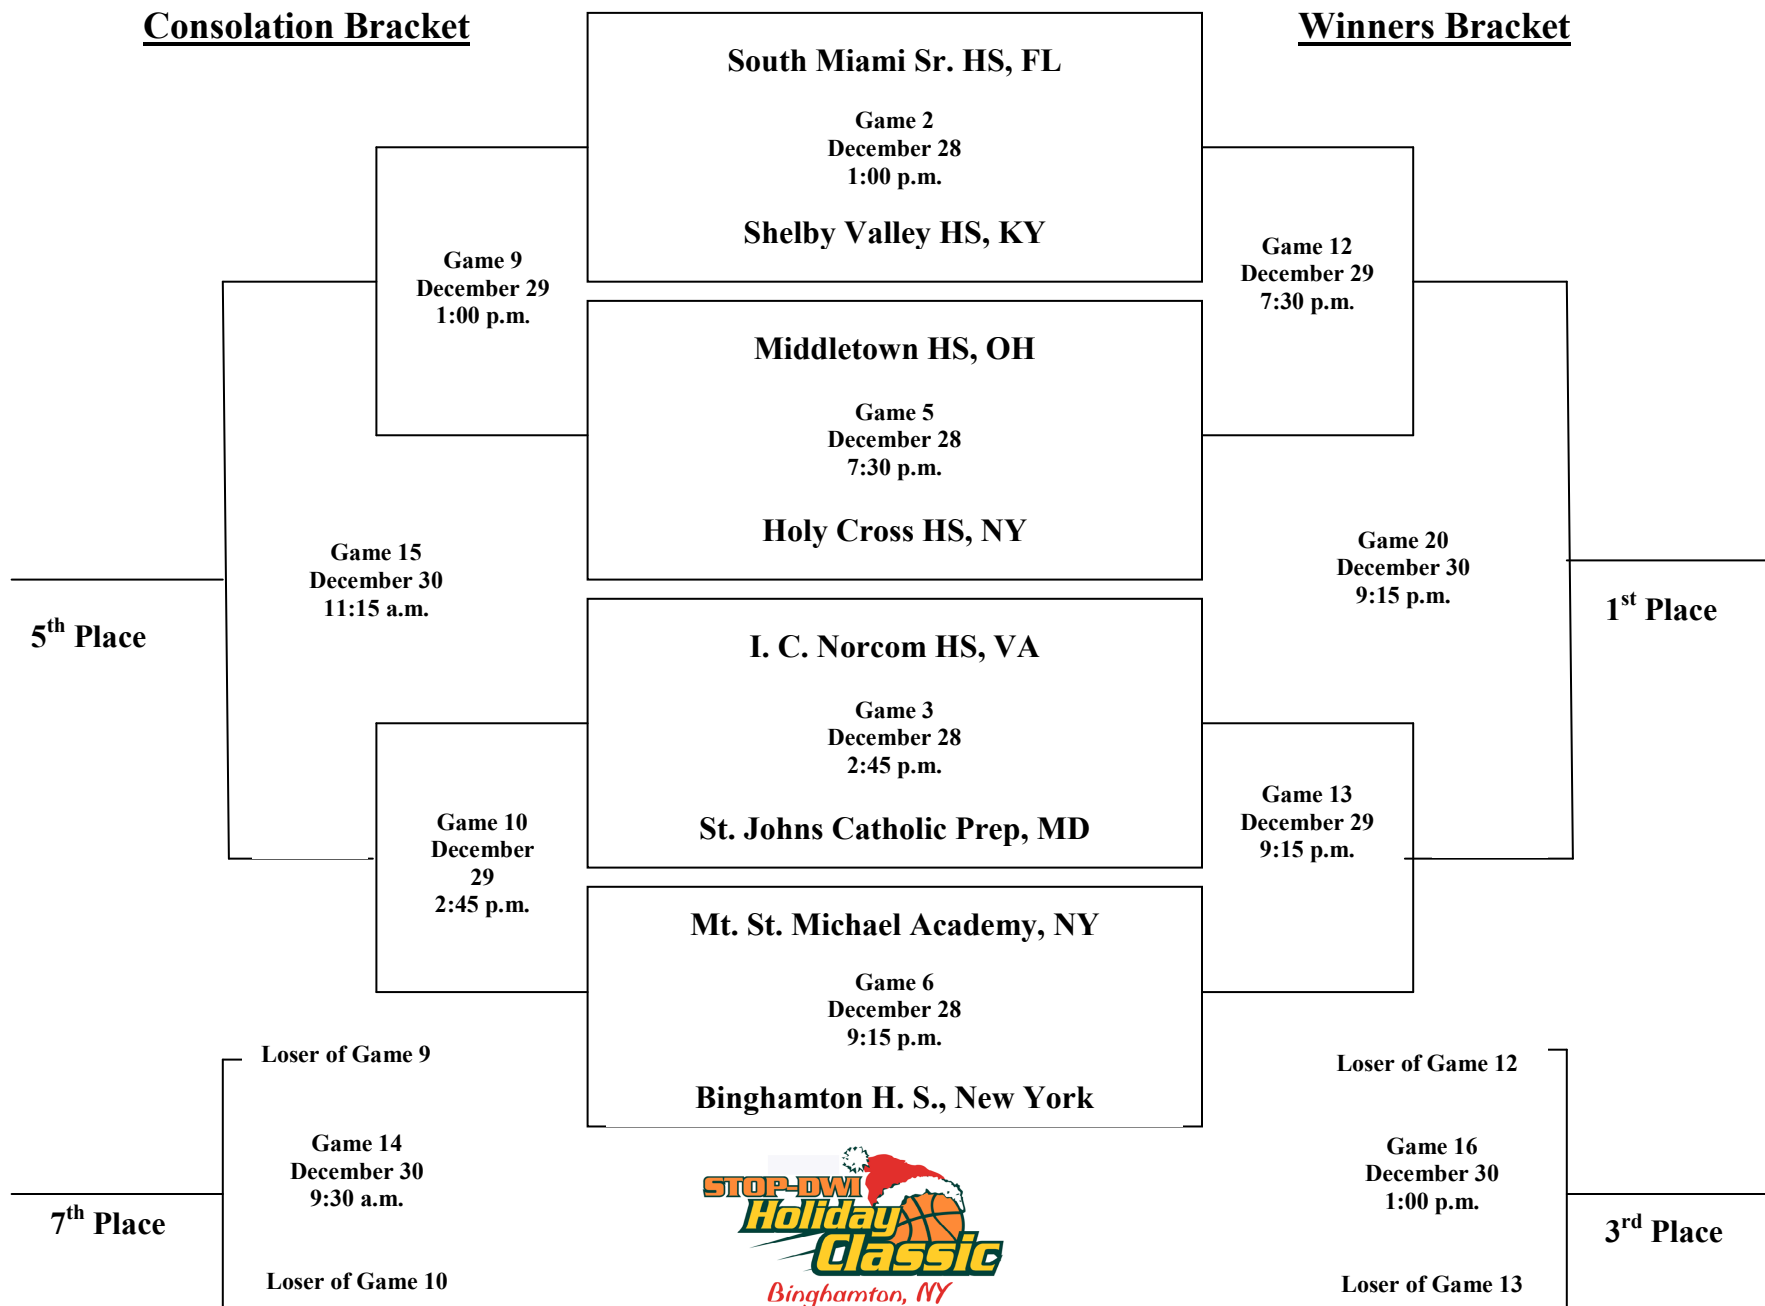 Consolation Bracket
Winners Bracket
South Miami Sr. HS, FL
Game 2
December 28
1:00 p.m.
Shelby Valley HS, KY
Game 9
December 29
1:00 p.m.
Game 12
December 29
7:30 p.m.
Middletown HS, OH
Game 5
December 28
7:30 p.m.
Holy Cross HS, NY
Game 15
December 30
11:15 a.m.
Game 20
December 30
9:15 p.m.
5th Place
1st Place
I. C. Norcom HS, VA
Game 3
December 28
2:45 p.m.
St. Johns Catholic Prep, MD
Game 10
December
29
2:45 p.m.
Game 13
December 29
9:15 p.m.
Mt. St. Michael Academy, NY
Game 6
December 28
9:15 p.m.
Binghamton H. S., New York
Loser of Game 9
Game 14
December 30
9:30 a.m.
7th Place
Loser of Game 10
Loser of Game 12
Game 16
December 30
1:00 p.m.
3rd Place
Loser of Game 13
STOP-DWI
Holiday
Classic
Binghamton, NY